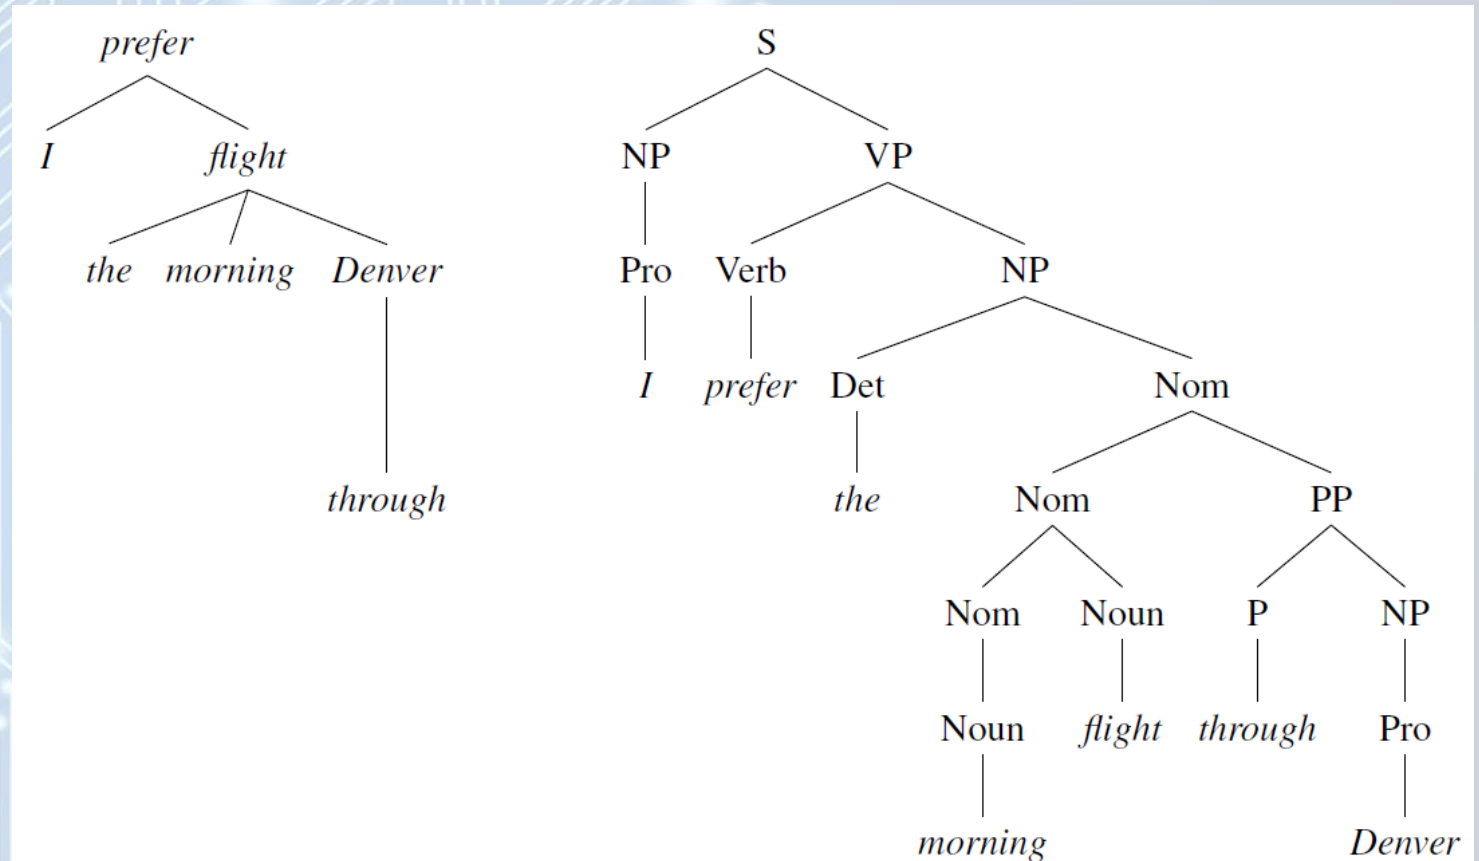 prefer S
I flight NP VP
the morning Denver Pro Verb NP
I prefer Det Nom
through the Nom PP
Nom Noun P NP
Noun flight through Pro
morning Denver